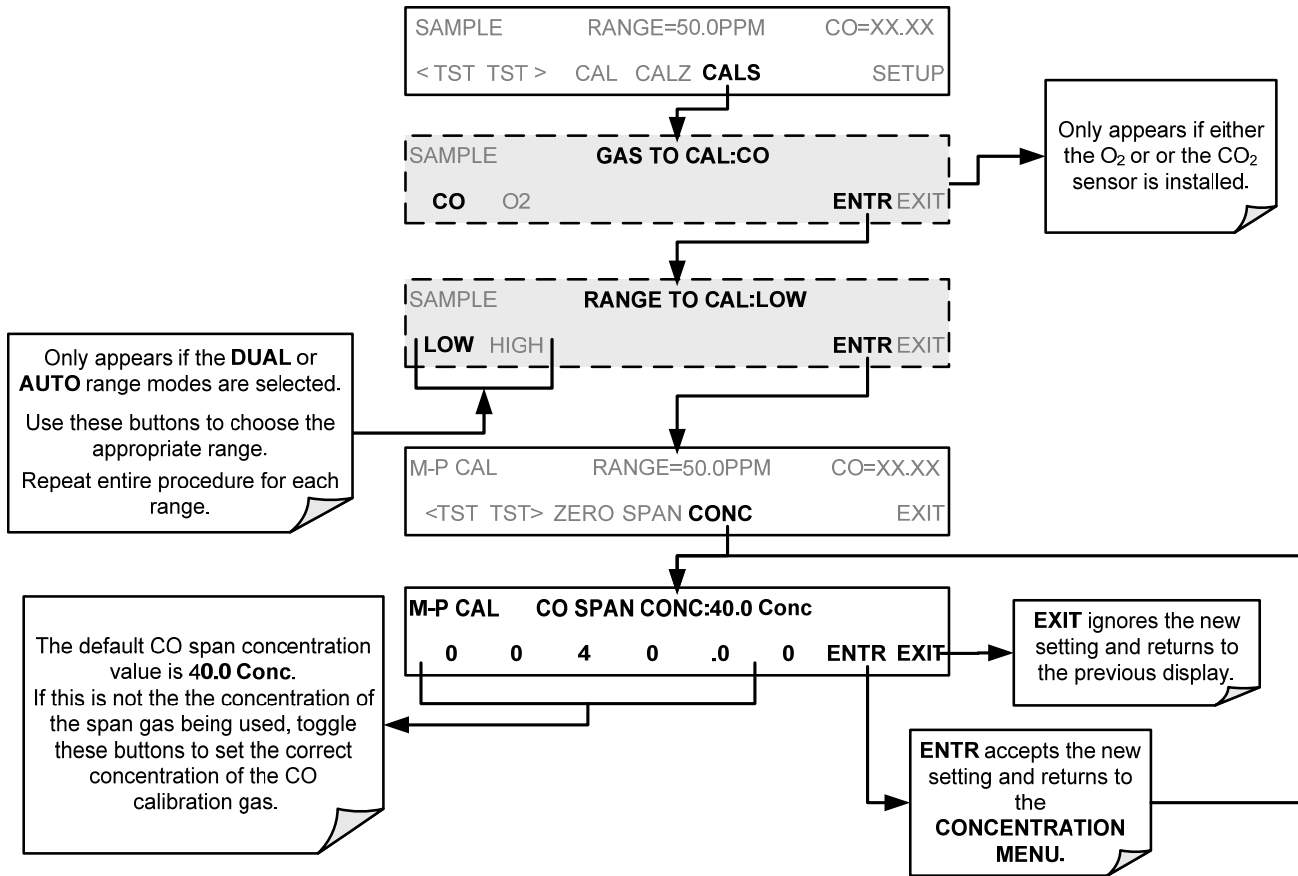 SAMPLE RANGE=50.0PPM CO=XX.XX
< TST TST > CAL CALZ CALS SETUP
Only appears if either
the O₂ or or the CO₂
sensor is installed.
SAMPLE GAS TO CAL:CO
CO O2 ENTR EXIT
SAMPLE RANGE TO CAL:LOW
LOW HIGH ENTR EXIT
Only appears if the DUAL or
AUTO range modes are selected.
Use these buttons to choose the
appropriate range.
Repeat entire procedure for each
range.
M-P CAL RANGE=50.0PPM CO=XX.XX
<TST TST> ZERO SPAN CONC EXIT
M-P CAL CO SPAN CONC:40.0 Conc
0 0 4 0 .0 0 ENTR EXIT
The default CO span concentration
value is 40.0 Conc.
If this is not the the concentration of
the span gas being used, toggle
these buttons to set the correct
concentration of the CO
calibration gas.
EXIT ignores the new
setting and returns to
the previous display.
ENTR accepts the new
setting and returns to
the
CONCENTRATION
MENU.